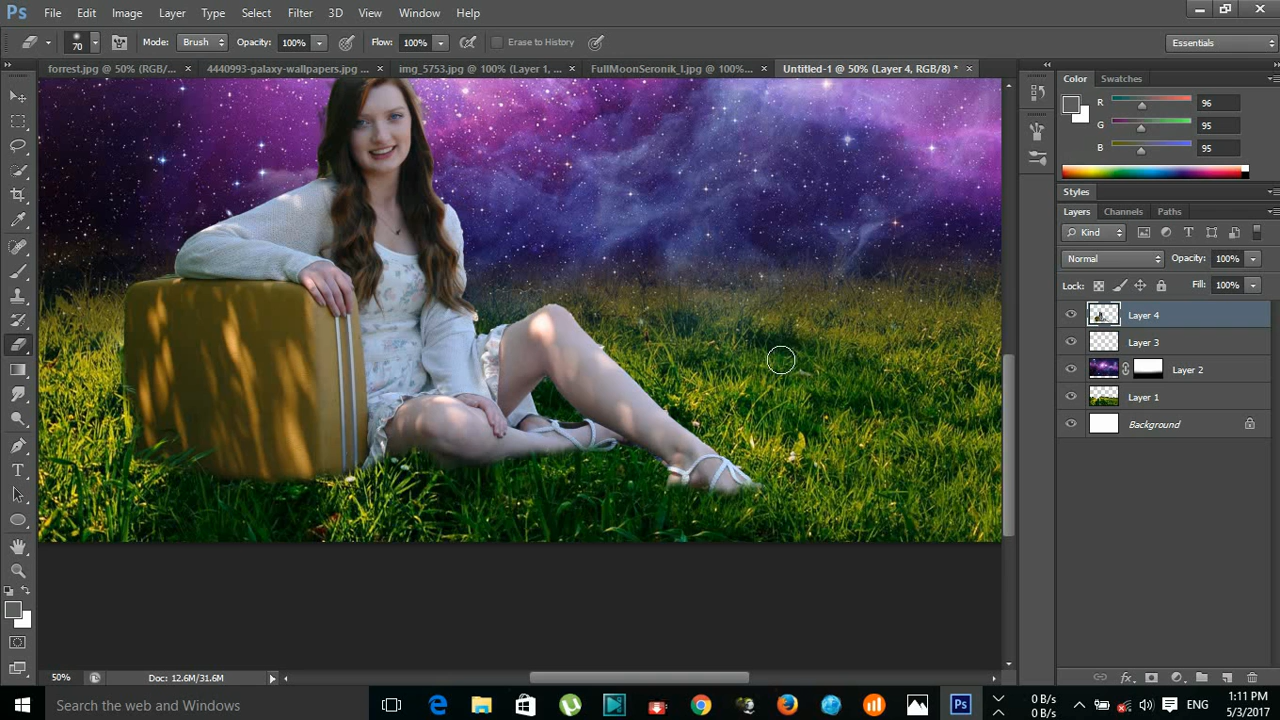 Ps File Edit Image Layer Type Select Filter 3D View Window Help
70 Mode: Brush Opacity: 100% Flow: 100% Erase to History Essentials
forrest.jpg @ 50% (RGB/... × 4440993-galaxy-wallpapers.jpg ... × img_5753.jpg @ 100% (Layer 1, ... × FullMoonSeronik_l.jpg @ 100%... × Untitled-1 @ 50% (Layer 4, RGB/8) * ×
Color Swatches
R 96
G 95
B 95
Styles
Layers Channels Paths
Kind
Normal Opacity: 100%
Lock: Fill: 100%
Layer 4
Layer 3
Layer 2
Layer 1
Background
50% Doc: 12.6M/31.6M
Search the web and Windows
0 B/s
0 B/s
ENG
1:11 PM
5/3/2017